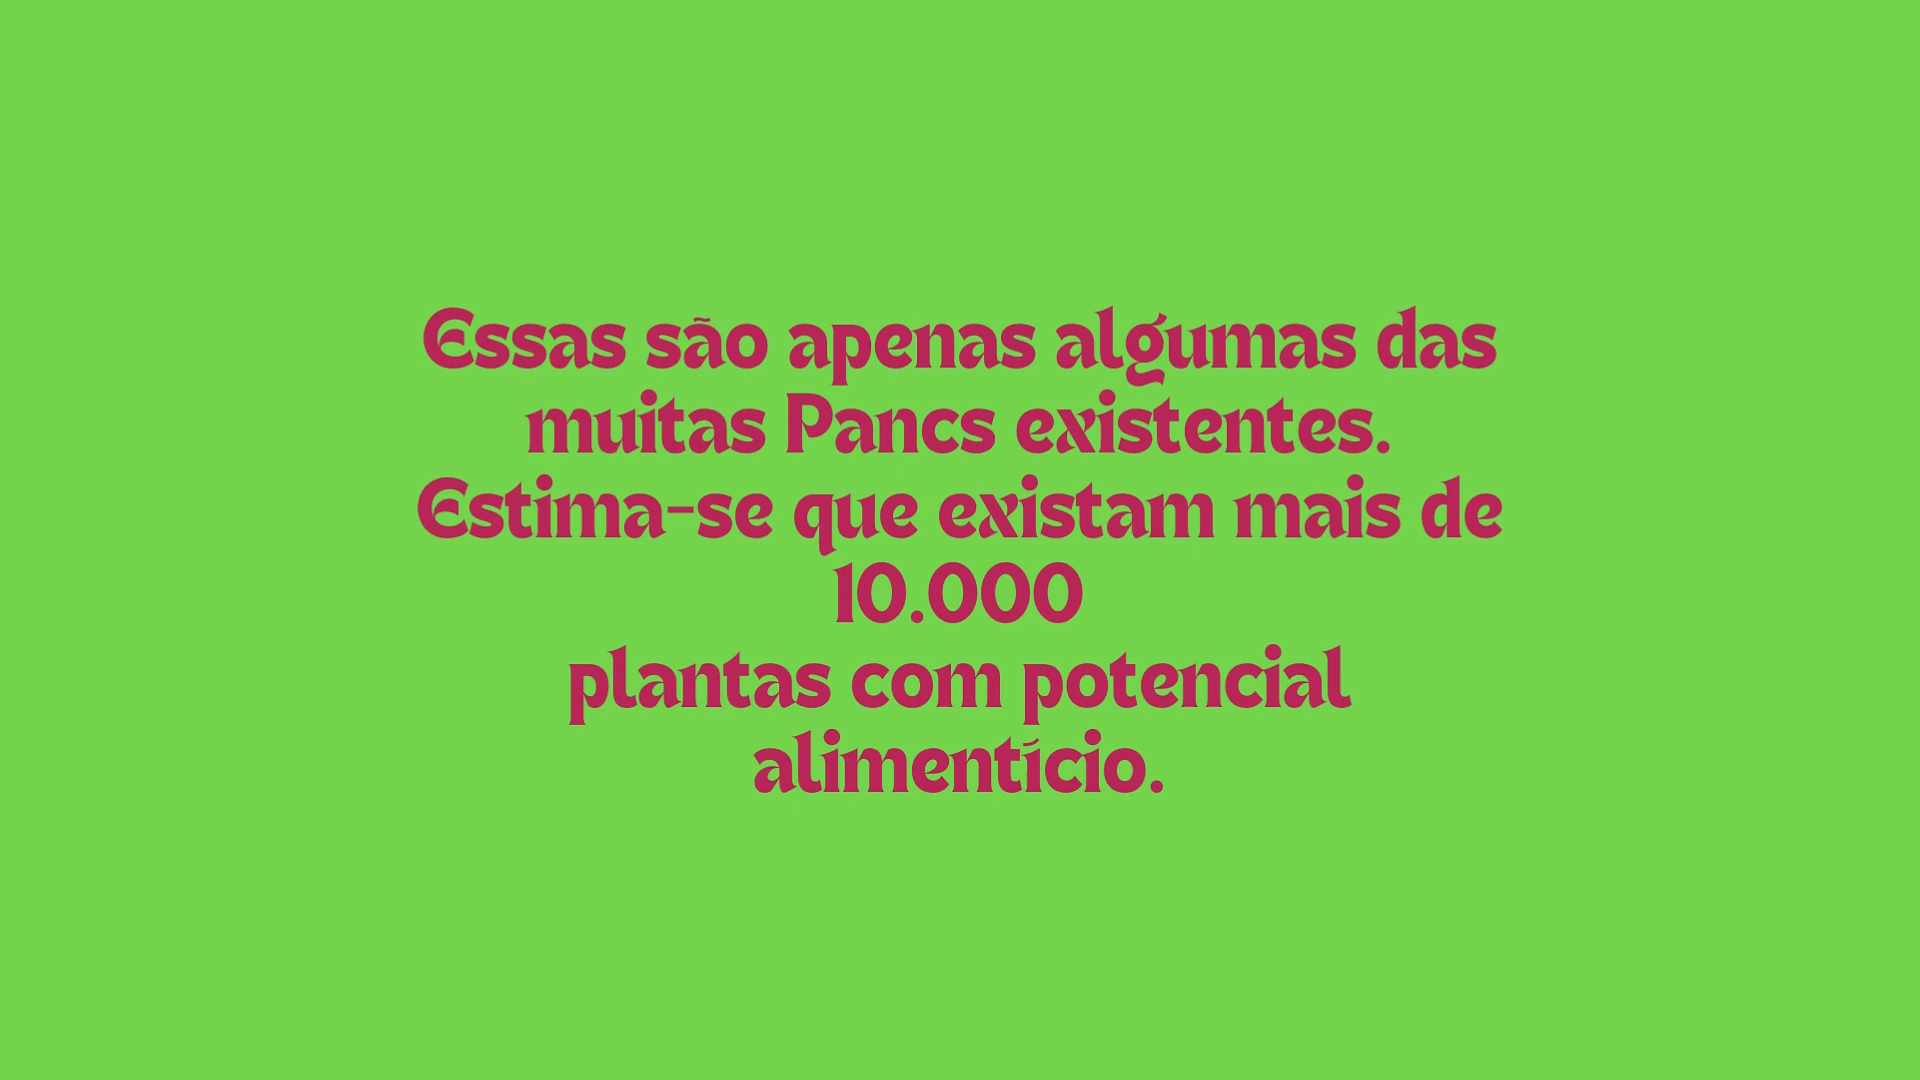 Essas são apenas algumas das
muitas Pancs existentes.
Estima-se que existam mais de
10.000
plantas com potencial
alimentício.